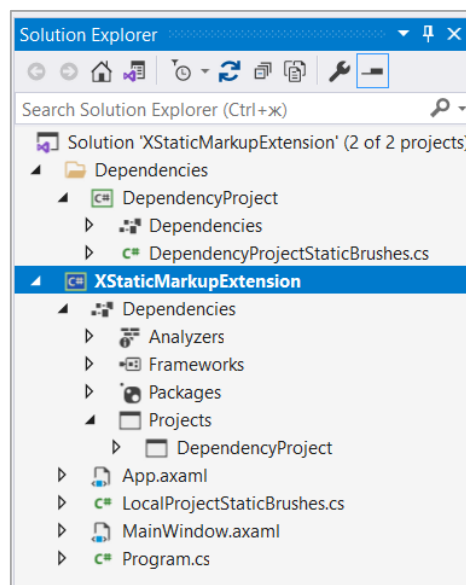 Solution Explorer
Search Solution Explorer (Ctrl+ж)
Solution 'XStaticMarkupExtension' (2 of 2 projects)
Dependencies
C# DependencyProject
Dependencies
C# DependencyProjectStaticBrushes.cs
C# XStaticMarkupExtension
Dependencies
Analyzers
Frameworks
Packages
Projects
DependencyProject
App.axaml
C# LocalProjectStaticBrushes.cs
MainWindow.axaml
C# Program.cs